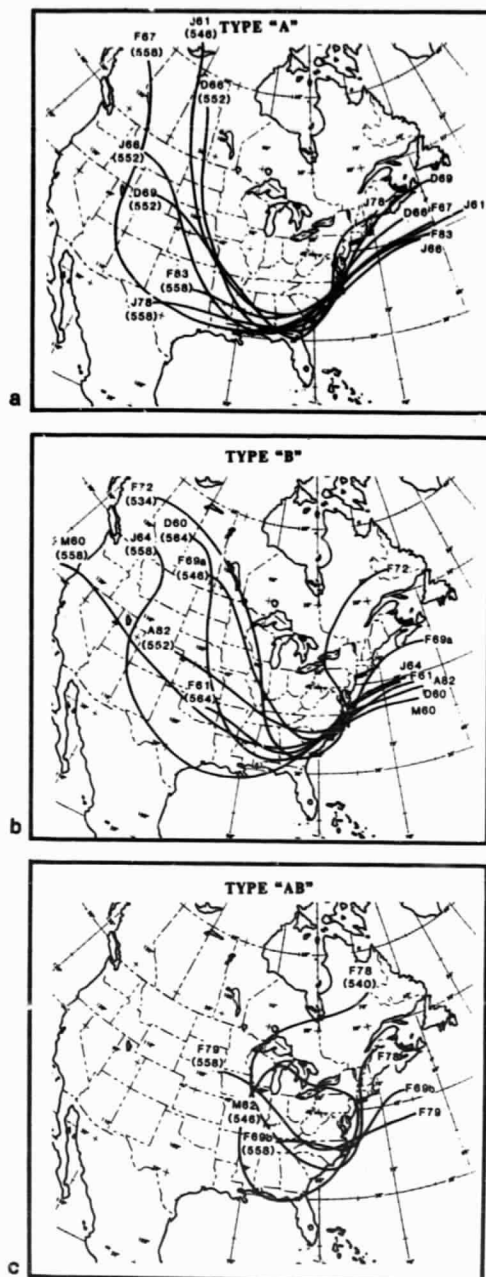 TYPE "A"
F67
(558)
J61
(546)
D66
(552)
J66
(552)
D69
(552)
F83
(558)
J78
(558)
J78
D69
D66
F67
J61
F83
J66
a
TYPE "B"
F72
(534)
M60
(558)
J64
(558)
D60
(564)
F69a
(546)
A82
(552)
F61
(564)
F72
F69a
J64
F61
A82
D60
M60
b
TYPE "AB"
F78
(540)
F79
(558)
M62
(546)
F69b
(558)
F78
F69b
F79
c